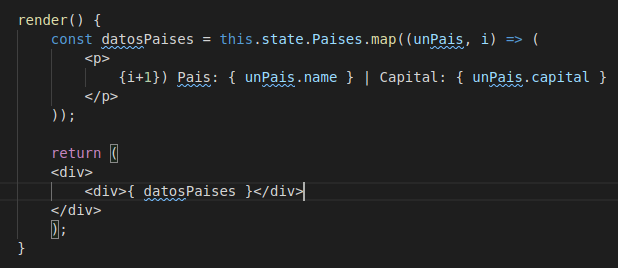 render() {
const datosPaises = this.state.Paises.map((unPais, i) => (
<p>
{i+1}) Pais: { unPais.name } | Capital: { unPais.capital }
</p>
));
return (
<div>
<div>{ datosPaises }</div>
</div>
);
}